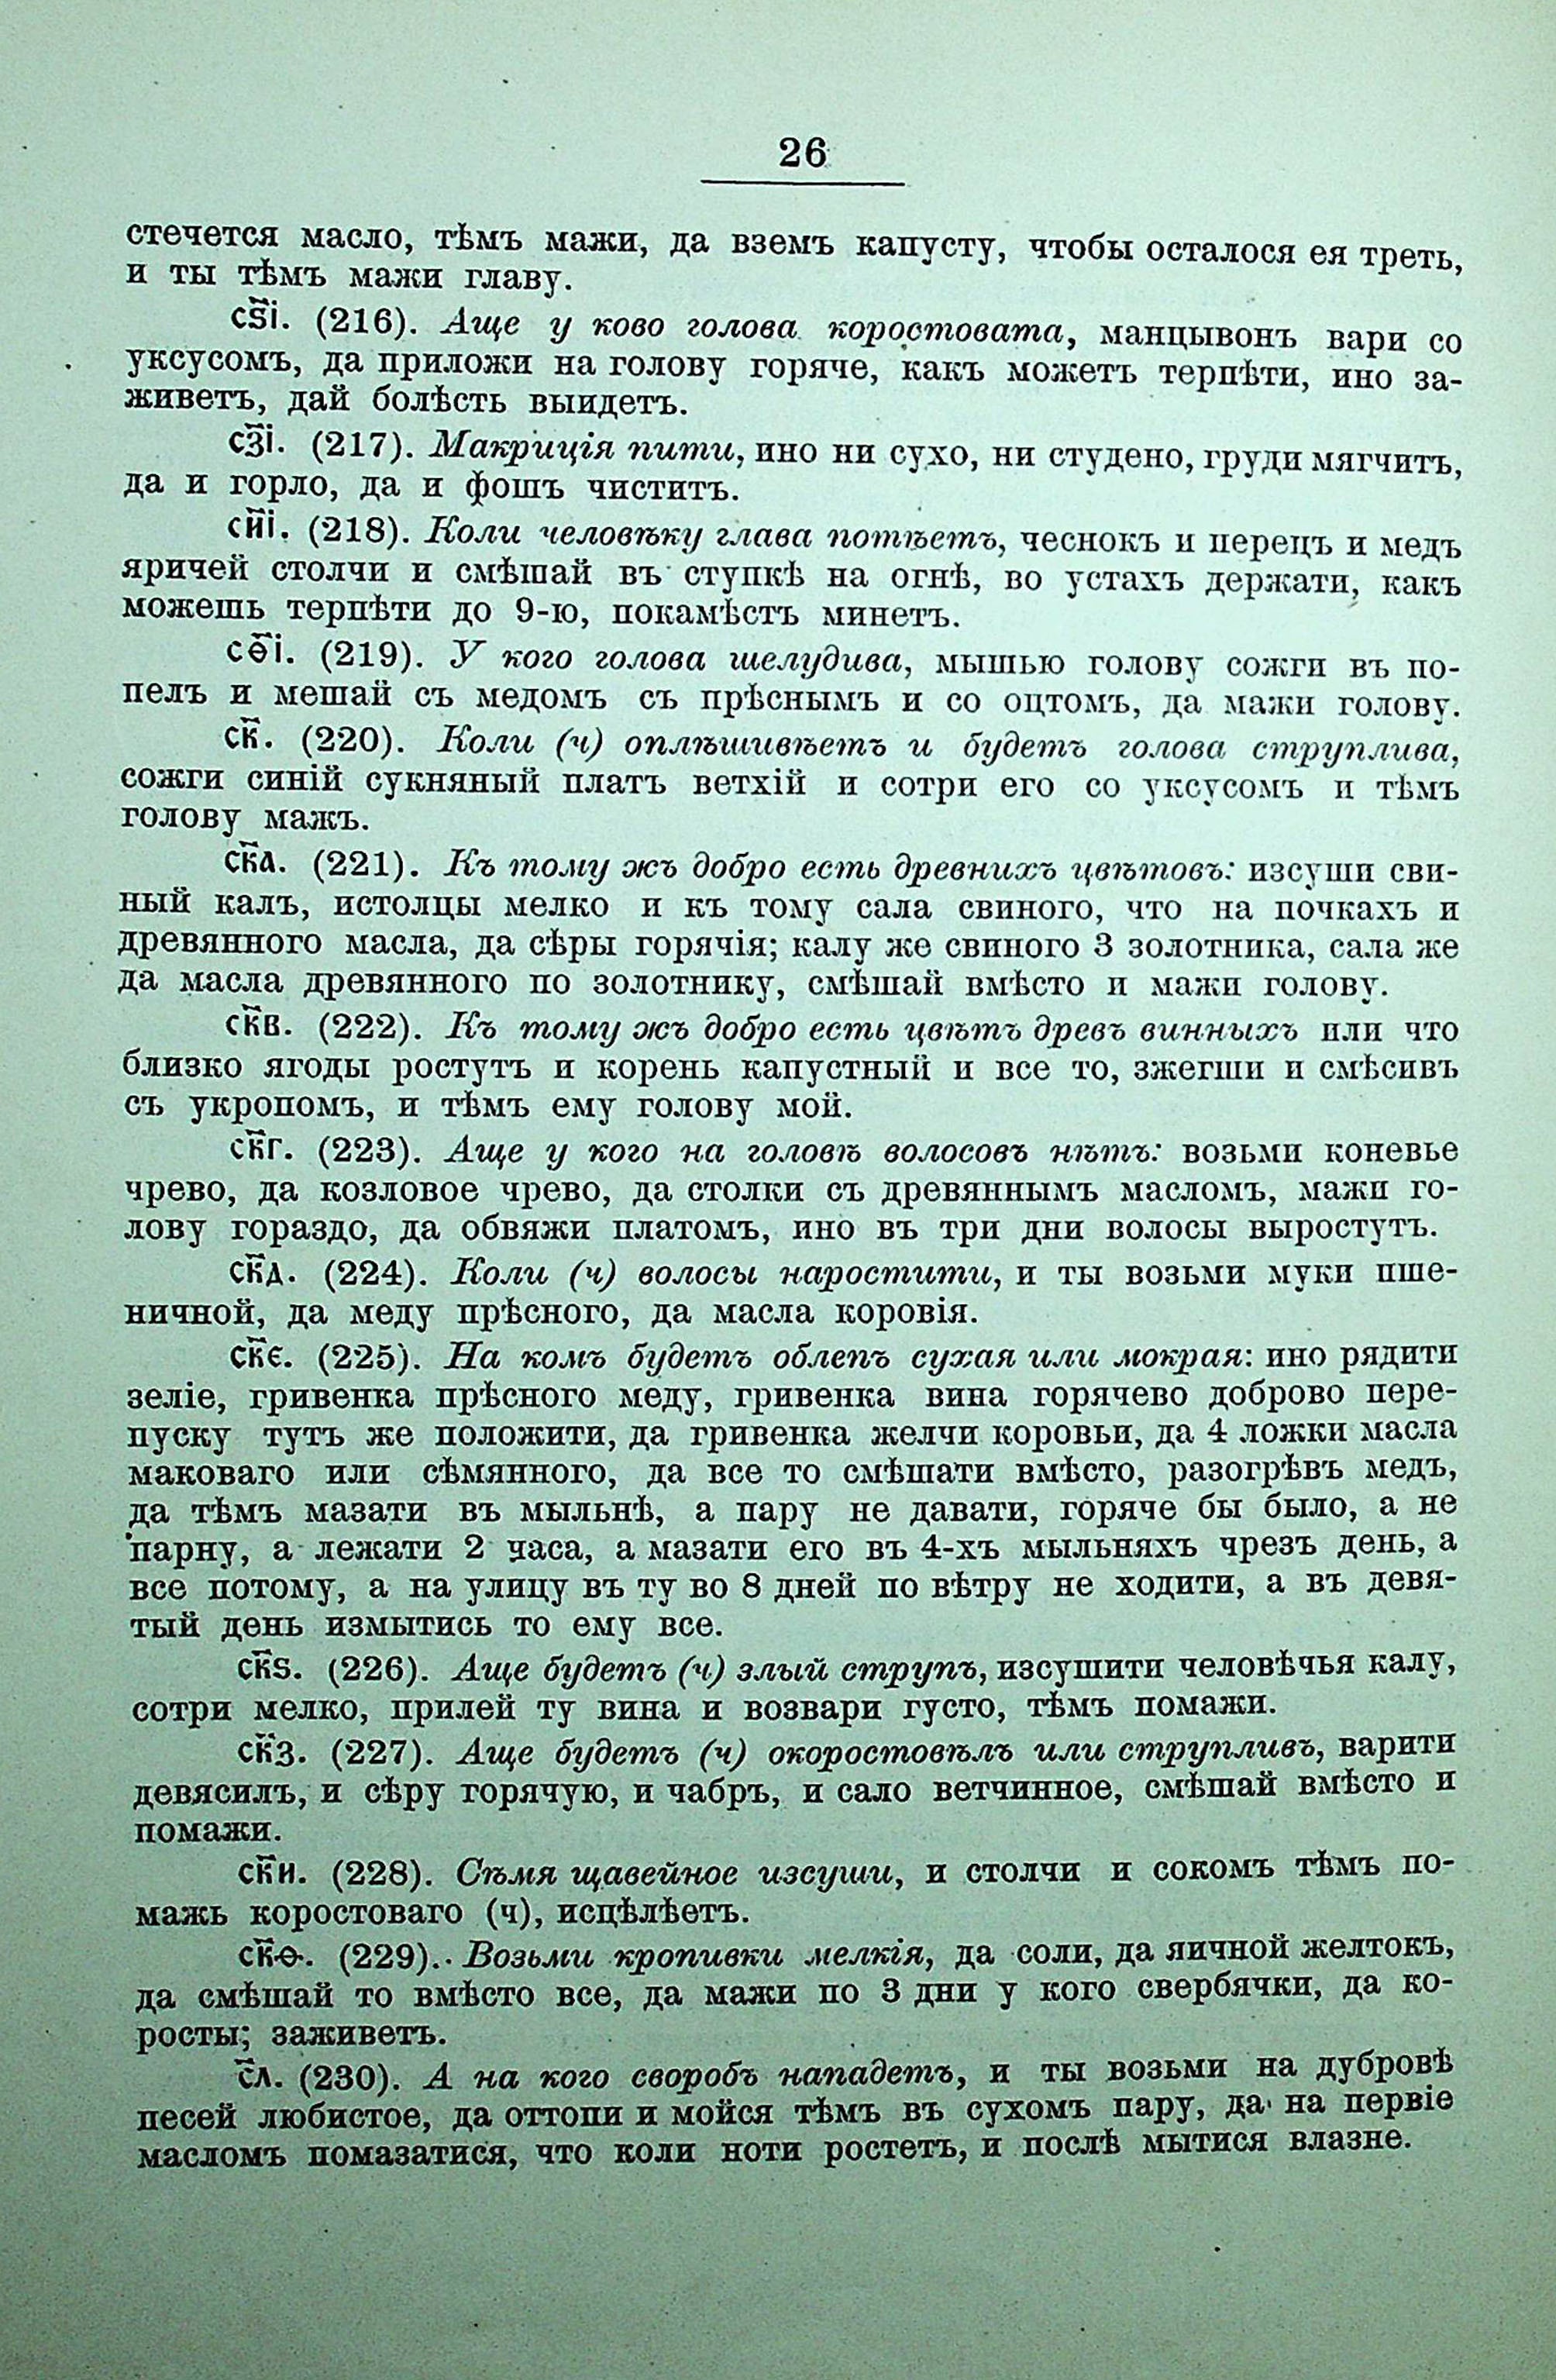 26
стечется масло, тѣмъ мажи, да вземъ капусту, чтобы осталося ея треть,
и ты тѣмъ мажи главу.
сѕ҃і. (216). Аще у ково голова коростовата, манцывонъ вари со
уксусомъ, да приложи на голову горяче, какъ можетъ терпѣти, ино за-
живетъ, дай болѣсть выидетъ.
сз҃і. (217). Макриція пити, ино ни сухо, ни студено, груди мягчитъ,
да и горло, да и фошъ чиститъ.
си҃і. (218). Коли человѣку глава потѣетъ, чеснокъ и перецъ и медъ
яричей столчи и смѣшай въ ступкѣ на огнѣ, во устахъ держати, какъ
можешь терпѣти до 9-ю, покамѣстъ минетъ.
сѳ҃і. (219). У кого голова шелудива, мышью голову сожги въ по-
пелъ и мешай съ медомъ съ прѣснымъ и со оцтомъ, да мажи голову.
ск҃. (220). Коли (ч) оплѣшивѣетъ и будетъ голова струплива,
сожги синій сукняный платъ ветхій и сотри его со уксусомъ и тѣмъ
голову мажъ.
ск҃а. (221). Къ тому жъ добро есть древнихъ цвѣтовъ: изсуши сви-
ный калъ, истолцы мелко и къ тому сала свиного, что на почкахъ и
древянного масла, да сѣры горячія; калу же свиного 3 золотника, сала же
да масла древянного по золотнику, смѣшай вмѣсто и мажи голову.
ск҃в. (222). Къ тому жъ добро есть цвѣтъ древъ винныхъ или что
близко ягоды ростутъ и корень капустный и все то, зжегши и смѣсивъ
съ укропомъ, и тѣмъ ему голову мой.
ск҃г. (223). Аще у кого на головѣ волосовъ нѣтъ: возьми коневье
чрево, да козловое чрево, да столки съ древяннымъ масломъ, мажи го-
лову гораздо, да обвяжи платомъ, ино въ три дни волосы выростутъ.
ск҃д. (224). Коли (ч) волосы наростити, и ты возьми муки пше-
ничной, да меду прѣсного, да масла коровія.
ск҃є. (225). На комъ будетъ облепъ сухая или мокрая: ино рядити
зеліе, гривенка прѣсного меду, гривенка вина горячево доброво пере-
пуску тутъ же положити, да гривенка желчи коровьи, да 4 ложки масла
маковаго или сѣмянного, да все то смѣшати вмѣсто, разогрѣвъ медъ,
да тѣмъ мазати въ мыльнѣ, а пару не давати, горяче бы было, а не
парну, а лежати 2 часа, а мазати его въ 4-хъ мыльняхъ чрезъ день, а
все потому, а на улицу въ ту во 8 дней по вѣтру не ходити, а въ девя-
тый день измытись то ему все.
ск҃ѕ. (226). Аще будетъ (ч) злый струпъ, изсушити человѣчья калу,
сотри мелко, прилей ту вина и возвари густо, тѣмъ помажи.
ск҃з. (227). Аще будетъ (ч) окоростовѣлъ или струпливъ, варити
девясилъ, и сѣру горячую, и чабръ, и сало ветчинное, смѣшай вмѣсто и
помажи.
ск҃и. (228). Сѣмя щавейное изсуши, и столчи и сокомъ тѣмъ по-
мажь коростоваго (ч), исцѣлѣетъ.
ск҃ѳ. (229). Возьми кропивки мелкія, да соли, да яичной желтокъ,
да смѣшай то вмѣсто все, да мажи по 3 дни у кого свербячки, да ко-
росты; заживетъ.
с҃л. (230). А на кого своробъ нападетъ, и ты возьми на дубровѣ
песей любистое, да оттопи и мойся тѣмъ въ сухомъ пару, да на первіе
масломъ помазатися, что коли ноти ростетъ, и послѣ мытися влазне.